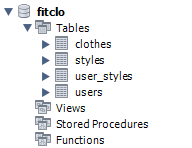 fitclo
Tables
clothes
styles
user_styles
users
Views
Stored Procedures
Functions